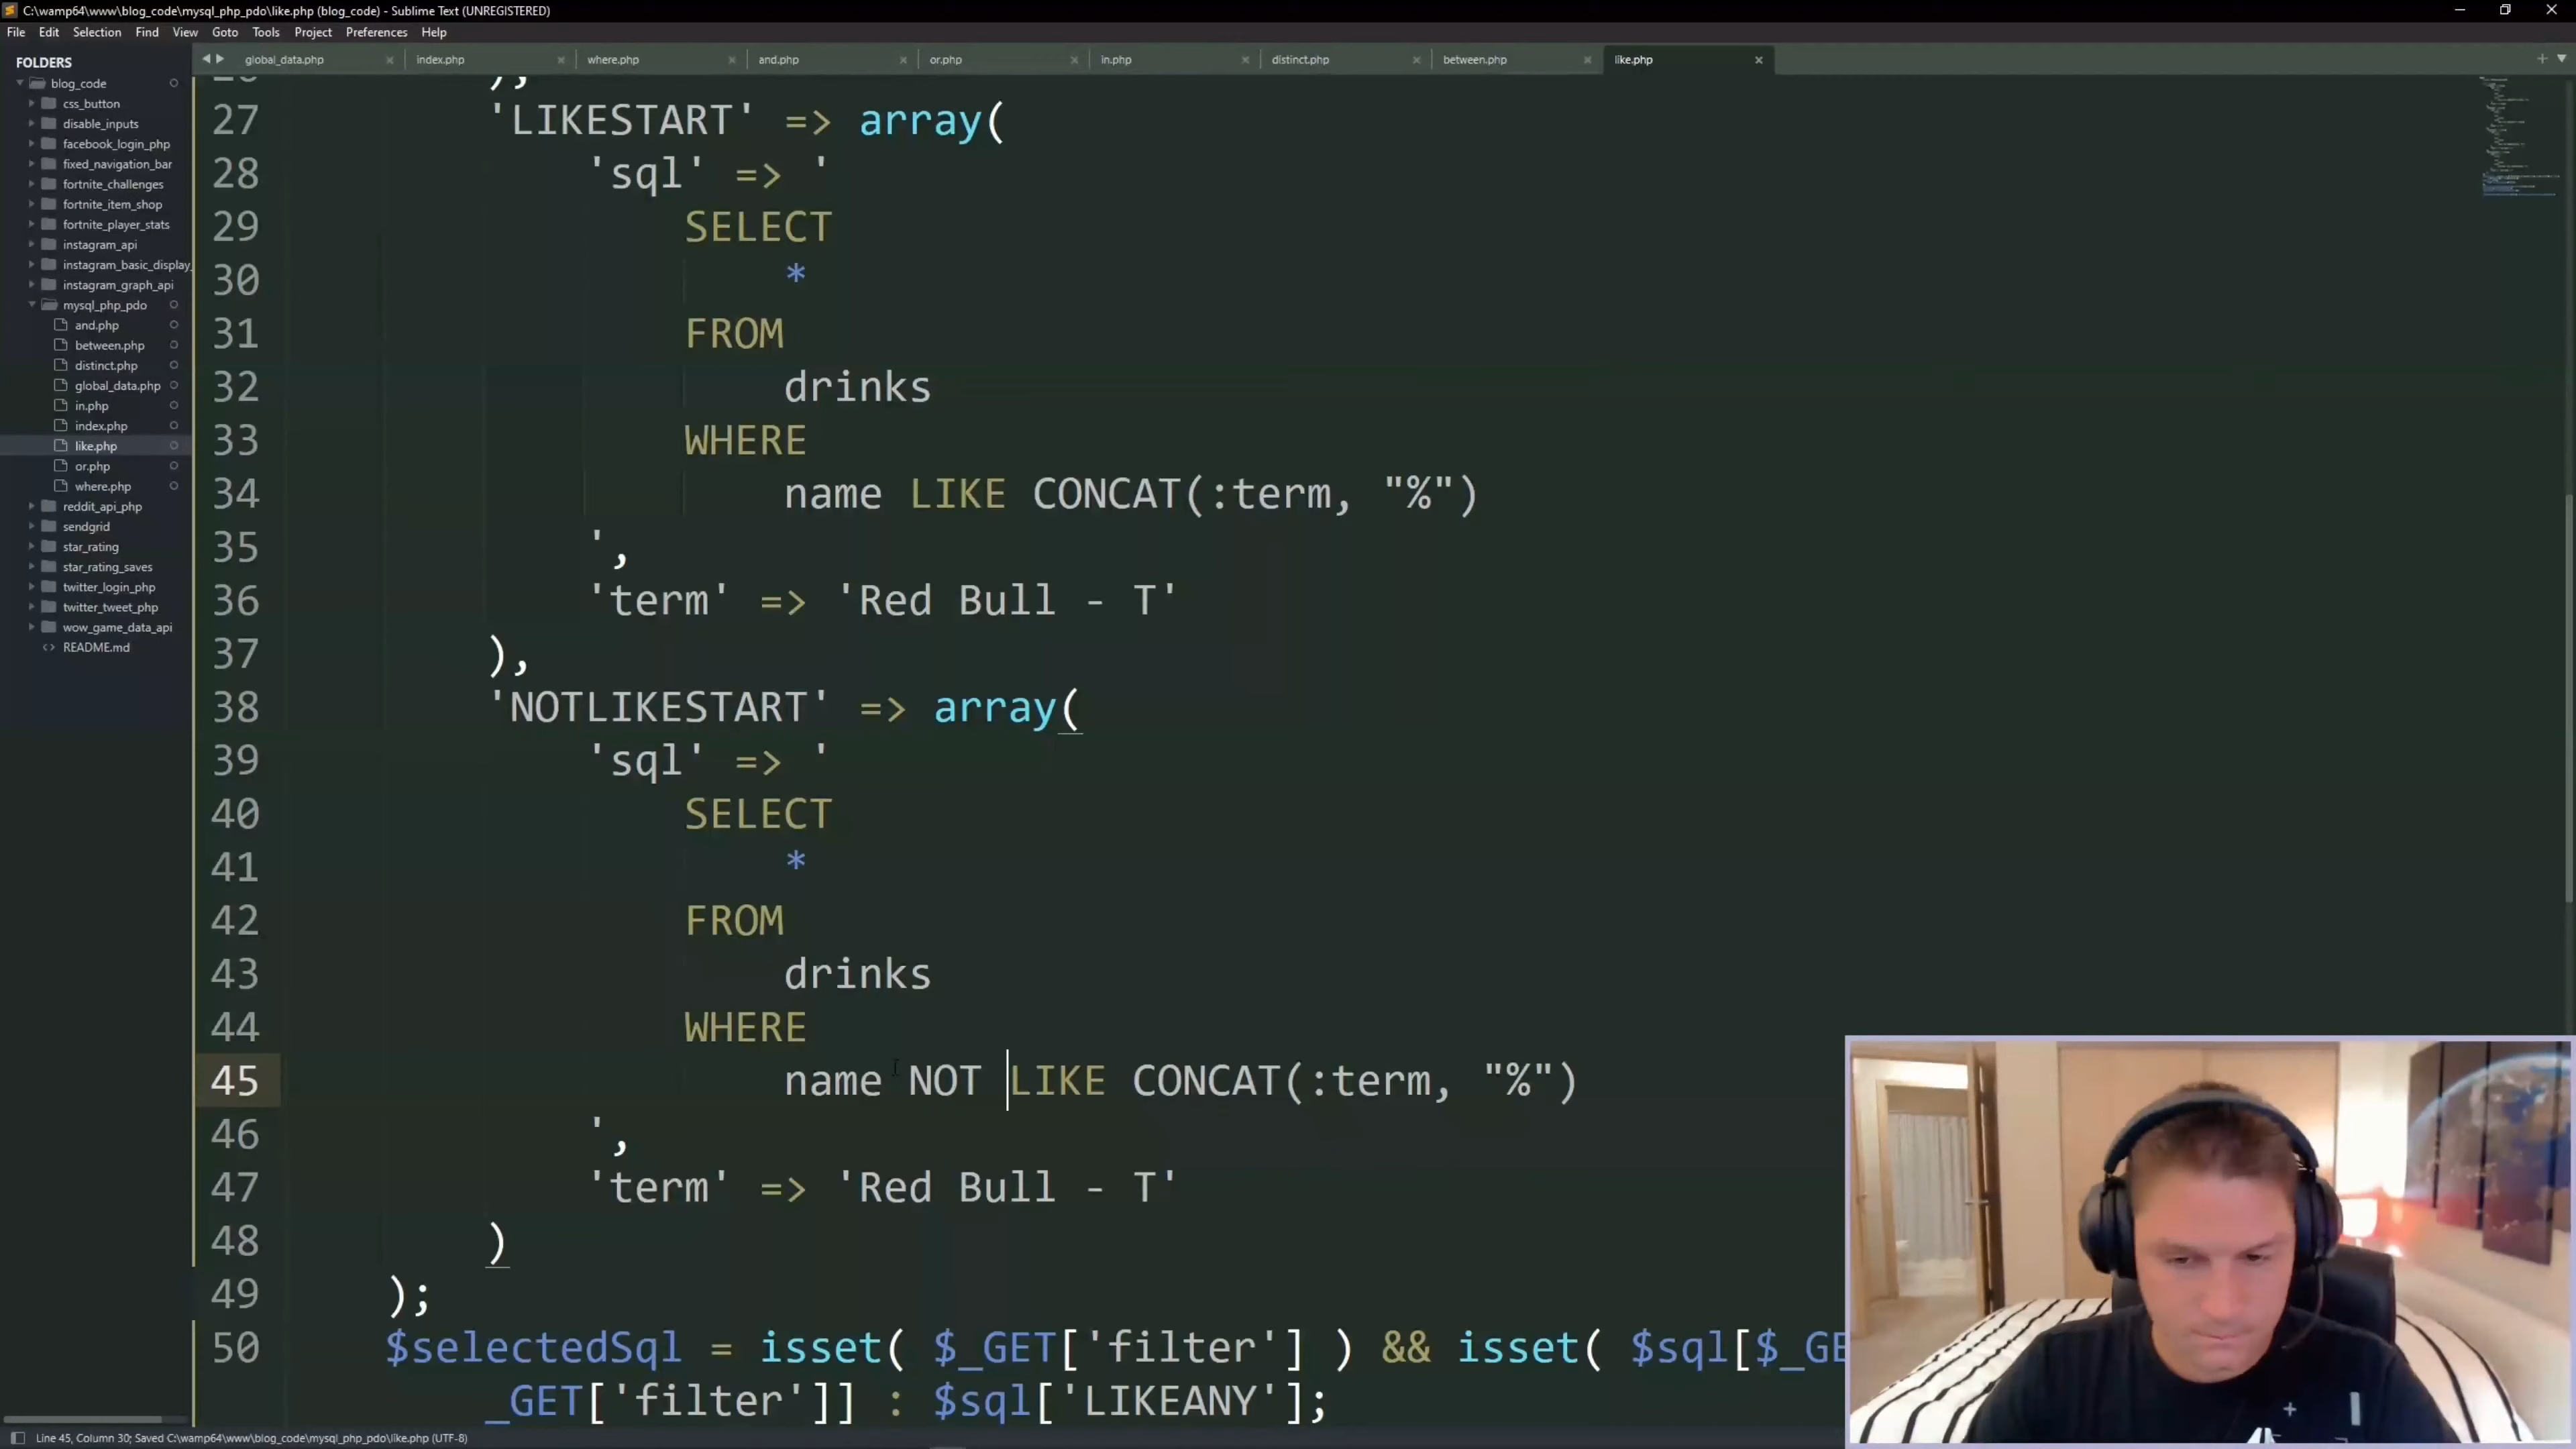 C:\wamp64\www\blog_code\mysql_php_pdo\like.php (blog_code) - Sublime Text (UNREGISTERED)
File Edit Selection Find View Goto Tools Project Preferences Help
FOLDERS
blog_code
css_button
disable_inputs
facebook_login_php
fixed_navigation_bar
fortnite_challenges
fortnite_item_shop
fortnite_player_stats
instagram_api
instagram_basic_display_
instagram_graph_api
mysql_php_pdo
and.php
between.php
distinct.php
global_data.php
in.php
index.php
like.php
or.php
where.php
reddit_api_php
sendgrid
star_rating
star_rating_saves
twitter_login_php
twitter_tweet_php
wow_game_data_api
README.md
global_data.php index.php where.php and.php or.php in.php distinct.php between.php like.php
),
27 'LIKESTART' => array(
28 'sql' => '
29 SELECT
30 *
31 FROM
32 drinks
33 WHERE
34 name LIKE CONCAT(:term, "%")
35 ',
36 'term' => 'Red Bull - T'
37 ),
38 'NOTLIKESTART' => array(
39 'sql' => '
40 SELECT
41 *
42 FROM
43 drinks
44 WHERE
45 name NOT LIKE CONCAT(:term, "%")
46 ',
47 'term' => 'Red Bull - T'
48 )
49 );
50 $selectedSql = isset( $_GET['filter'] ) && isset( $sql[$_GE
_GET['filter']] : $sql['LIKEANY'];
Line 45, Column 30; Saved C:\wamp64\www\blog_code\mysql_php_pdo\like.php (UTF-8)